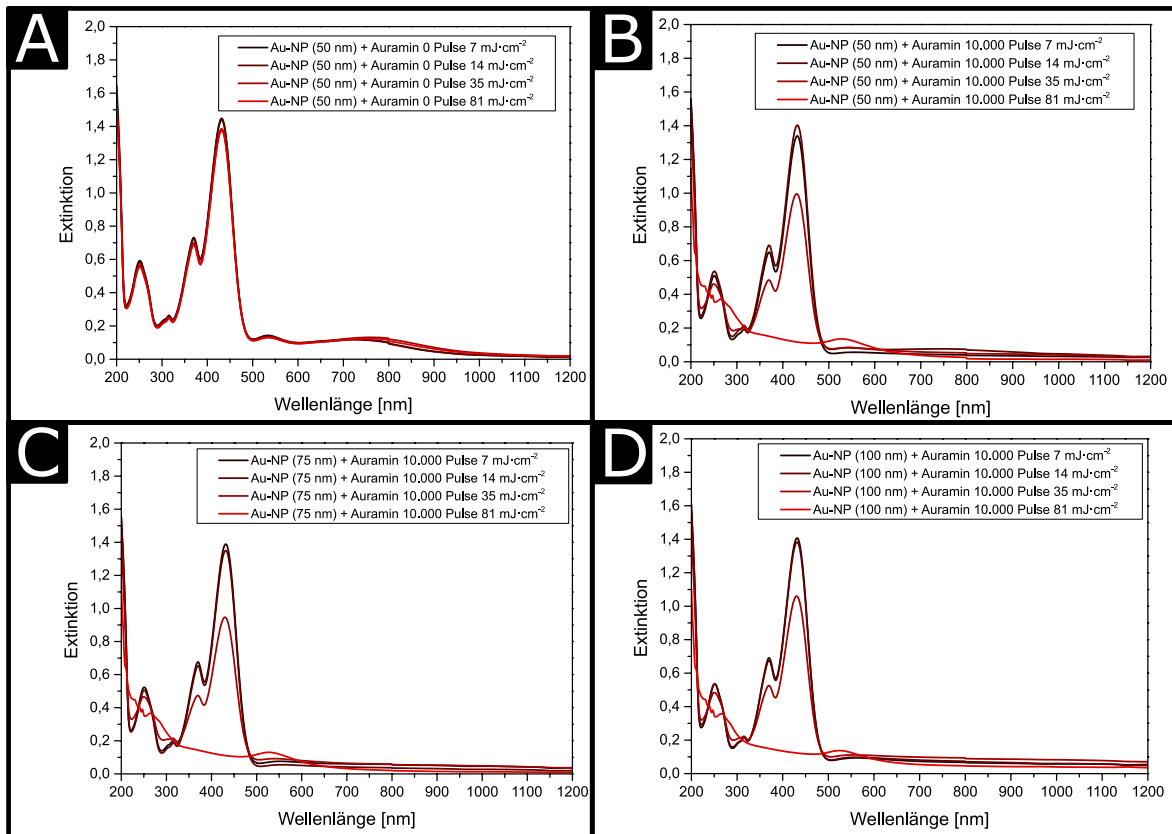 A
Au-NP (50 nm) + Auramin 0 Pulse 7 mJ·cm⁻²
Au-NP (50 nm) + Auramin 0 Pulse 14 mJ·cm⁻²
Au-NP (50 nm) + Auramin 0 Pulse 35 mJ·cm⁻²
Au-NP (50 nm) + Auramin 0 Pulse 81 mJ·cm⁻²
2,0
1,8
1,6
1,4
1,2
1,0
0,8
0,6
0,4
0,2
0,0
Extinktion
200 300 400 500 600 700 800 900 1000 1100 1200
Wellenlänge [nm]
B
Au-NP (50 nm) + Auramin 10.000 Pulse 7 mJ·cm⁻²
Au-NP (50 nm) + Auramin 10.000 Pulse 14 mJ·cm⁻²
Au-NP (50 nm) + Auramin 10.000 Pulse 35 mJ·cm⁻²
Au-NP (50 nm) + Auramin 10.000 Pulse 81 mJ·cm⁻²
2,0
1,8
1,6
1,4
1,2
1,0
0,8
0,6
0,4
0,2
0,0
Extinktion
200 300 400 500 600 700 800 900 1000 1100 1200
Wellenlänge [nm]
C
Au-NP (75 nm) + Auramin 10.000 Pulse 7 mJ·cm⁻²
Au-NP (75 nm) + Auramin 10.000 Pulse 14 mJ·cm⁻²
Au-NP (75 nm) + Auramin 10.000 Pulse 35 mJ·cm⁻²
Au-NP (75 nm) + Auramin 10.000 Pulse 81 mJ·cm⁻²
2,0
1,8
1,6
1,4
1,2
1,0
0,8
0,6
0,4
0,2
0,0
Extinktion
200 300 400 500 600 700 800 900 1000 1100 1200
Wellenlänge [nm]
D
Au-NP (100 nm) + Auramin 10.000 Pulse 7 mJ·cm⁻²
Au-NP (100 nm) + Auramin 10.000 Pulse 14 mJ·cm⁻²
Au-NP (100 nm) + Auramin 10.000 Pulse 35 mJ·cm⁻²
Au-NP (100 nm) + Auramin 10.000 Pulse 81 mJ·cm⁻²
2,0
1,8
1,6
1,4
1,2
1,0
0,8
0,6
0,4
0,2
0,0
Extinktion
200 300 400 500 600 700 800 900 1000 1100 1200
Wellenlänge [nm]